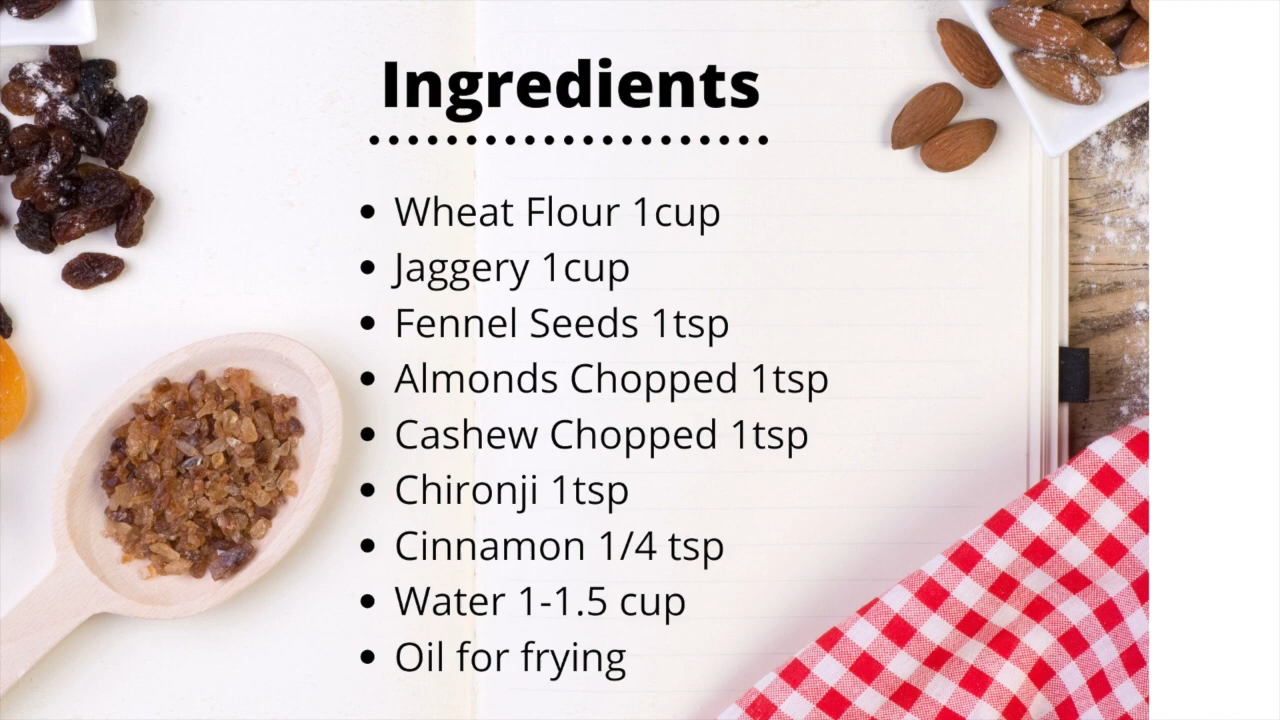 Ingredients
Wheat Flour 1cup
Jaggery 1cup
Fennel Seeds 1tsp
Almonds Chopped 1tsp
Cashew Chopped 1tsp
Chironji 1tsp
Cinnamon 1/4 tsp
Water 1-1.5 cup
Oil for frying